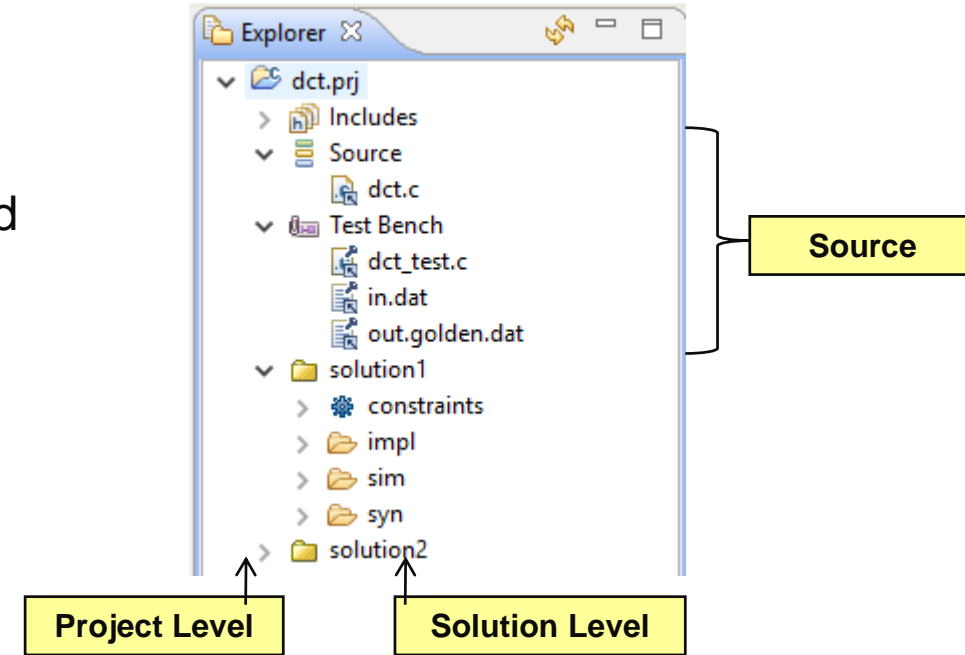 Explorer
dct.prj
Includes
Source
dct.c
d
Test Bench
Source
dct_test.c
in.dat
out.golden.dat
solution1
constraints
impl
sim
syn
solution2
Project Level
Solution Level